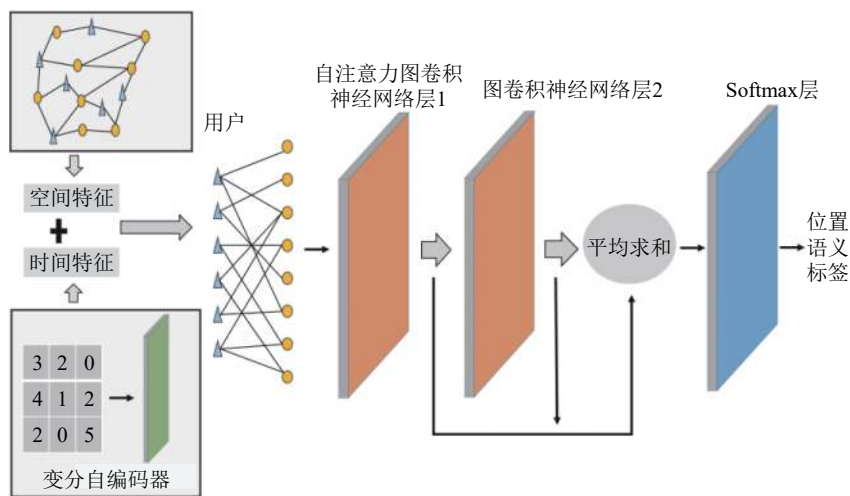 自注意力图卷积
神经网络层1
图卷积神经网络层2
Softmax层
用户
空间特征
+
时间特征
平均求和
位置
语义
标签
3 2 0
4 1 2
2 0 5
变分自编码器